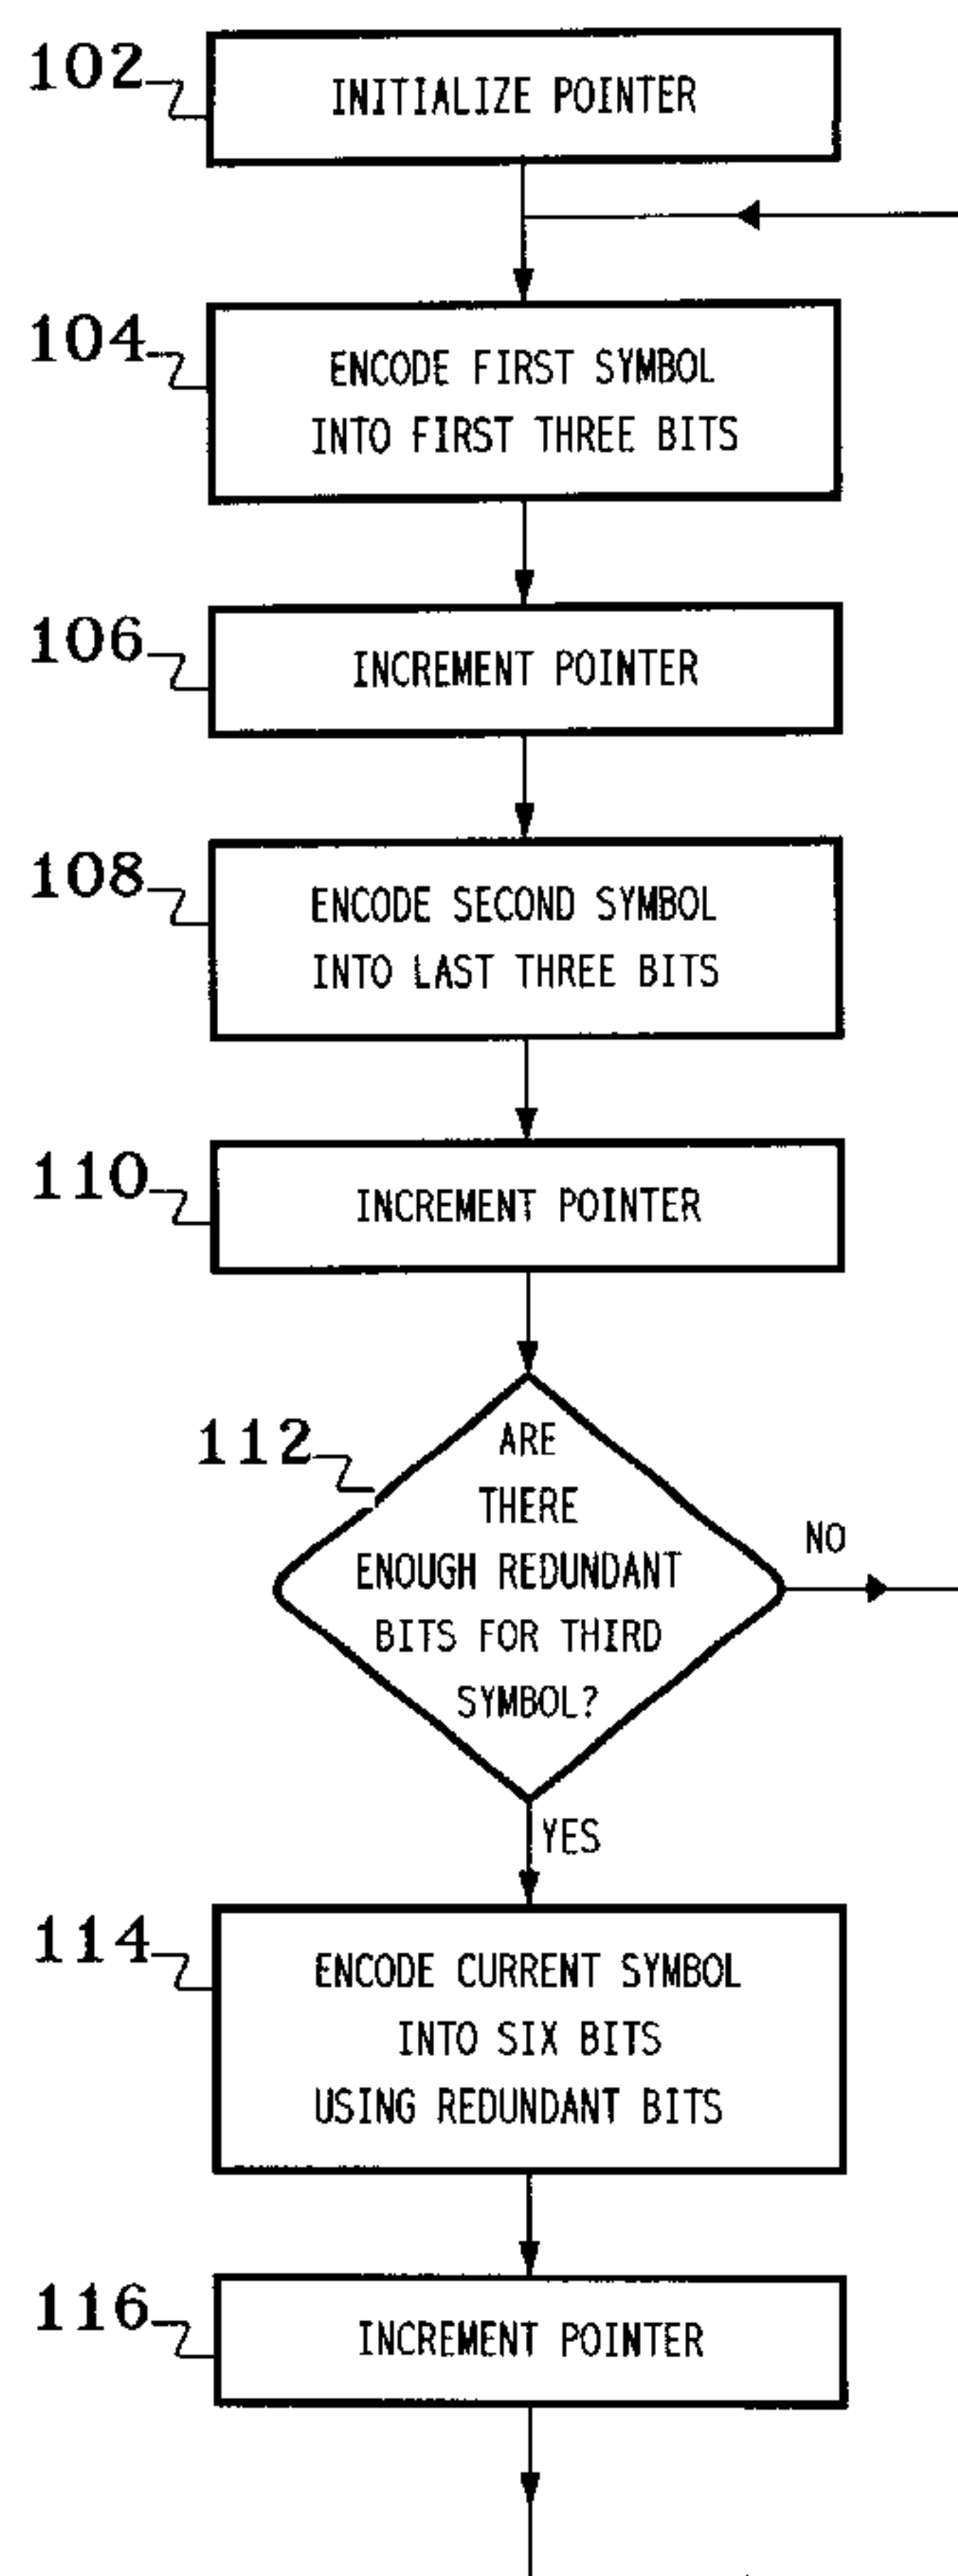 102
INITIALIZE POINTER
104
ENCODE FIRST SYMBOL
INTO FIRST THREE BITS
106
INCREMENT POINTER
108
ENCODE SECOND SYMBOL
INTO LAST THREE BITS
110
INCREMENT POINTER
112
ARE
THERE
ENOUGH REDUNDANT
BITS FOR THIRD
SYMBOL?
NO
YES
114
ENCODE CURRENT SYMBOL
INTO SIX BITS
USING REDUNDANT BITS
116
INCREMENT POINTER